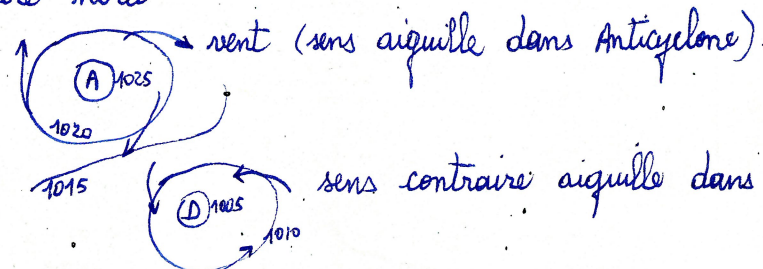 vent (sens aiguille dans Anticyclone)
A 1025
1020
1015
sens contraire aiguille dans
D 1005
1010